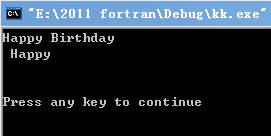 "E:\2011 fortran\Debug\kk.exe"
Happy Birthday
 Happy
Press any key to continue